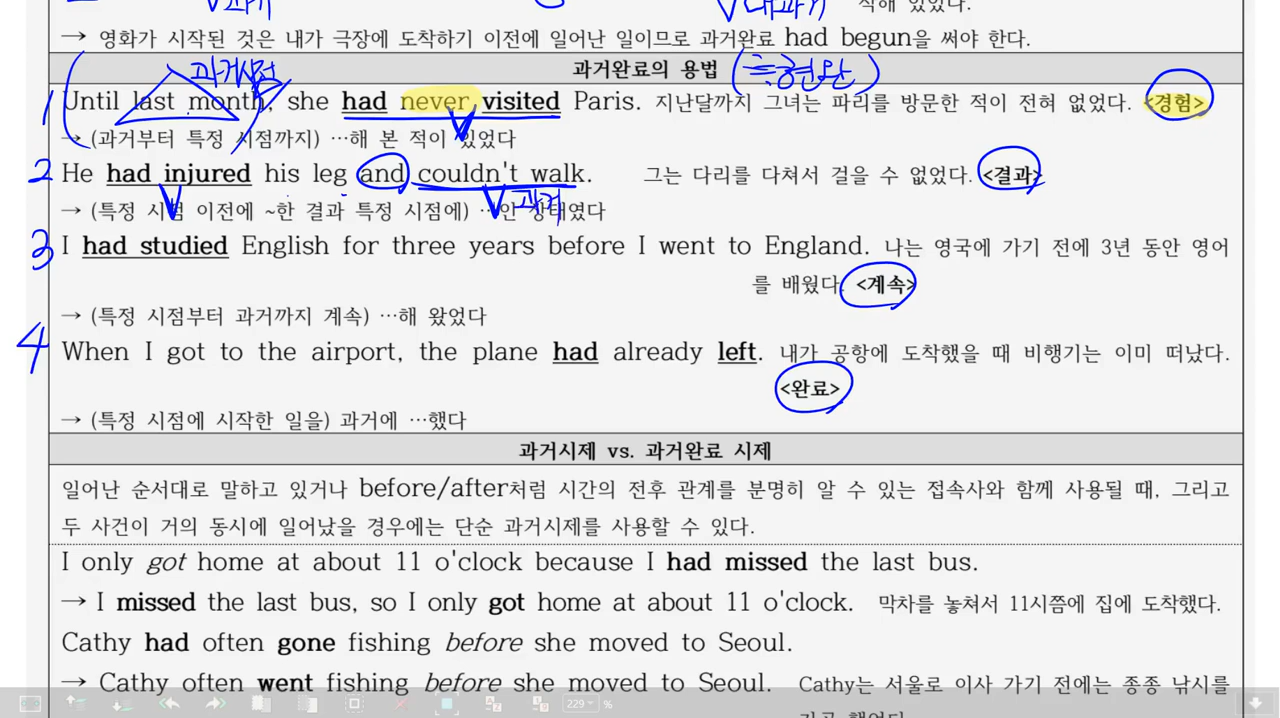 과거
대과거
착해 있었다.
→ 영화가 시작된 것은 내가 극장에 도착하기 이전에 일어난 일이므로 과거완료 had begun을 써야 한다.
과거완료의 용법 (≒현완)
과거시점
1 Until last month, she had never visited Paris. 지난달까지 그녀는 파리를 방문한 적이 전혀 없었다. <경험>
→ (과거부터 특정 시점까지) …해 본 적이 있었다
2 He had injured his leg and couldn't walk. 그는 다리를 다쳐서 걸을 수 없었다. <결과>
과거
→ (특정 시점 이전에 ~한 결과 특정 시점에) …인 상태였다
3 I had studied English for three years before I went to England. 나는 영국에 가기 전에 3년 동안 영어
를 배웠다. <계속>
→ (특정 시점부터 과거까지 계속) …해 왔었다
4 When I got to the airport, the plane had already left. 내가 공항에 도착했을 때 비행기는 이미 떠났다.
<완료>
→ (특정 시점에 시작한 일을) 과거에 …했다
과거시제 vs. 과거완료 시제
일어난 순서대로 말하고 있거나 before/after처럼 시간의 전후 관계를 분명히 알 수 있는 접속사와 함께 사용될 때, 그리고
두 사건이 거의 동시에 일어났을 경우에는 단순 과거시제를 사용할 수 있다.
I only got home at about 11 o'clock because I had missed the last bus.
→ I missed the last bus, so I only got home at about 11 o'clock. 막차를 놓쳐서 11시쯤에 집에 도착했다.
Cathy had often gone fishing before she moved to Seoul.
→ Cathy often went fishing before she moved to Seoul. Cathy는 서울로 이사 가기 전에는 종종 낚시를
229 %